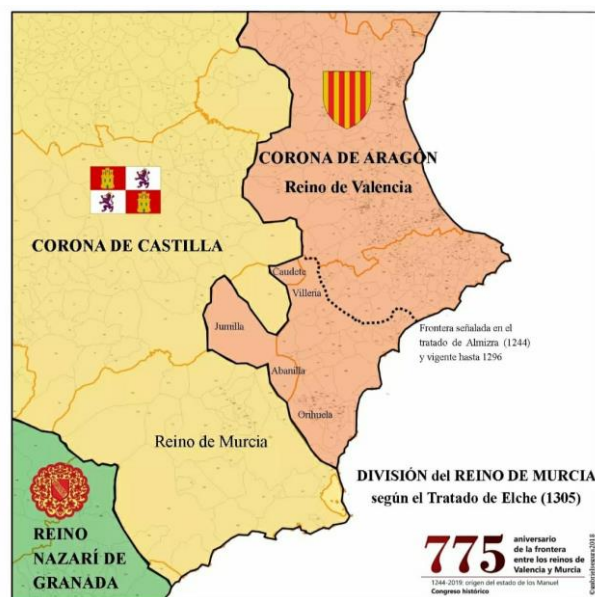 CORONA DE ARAGÓN
Reino de Valencia
CORONA DE CASTILLA
Caudete
Villena
Jumilla
Frontera señalada en el
tratado de Almizra (1244)
y vigente hasta 1296
Abanilla
Orihuela
Reino de Murcia
DIVISIÓN del REINO DE MURCIA
según el Tratado de Elche (1305)
REINO
NAZARÍ DE
GRANADA
775 aniversario
de la frontera
entre los reinos de
Valencia y Murcia
1244-2019: origen del estado de los Manuel
Congreso histórico
©gabrielsegura2018